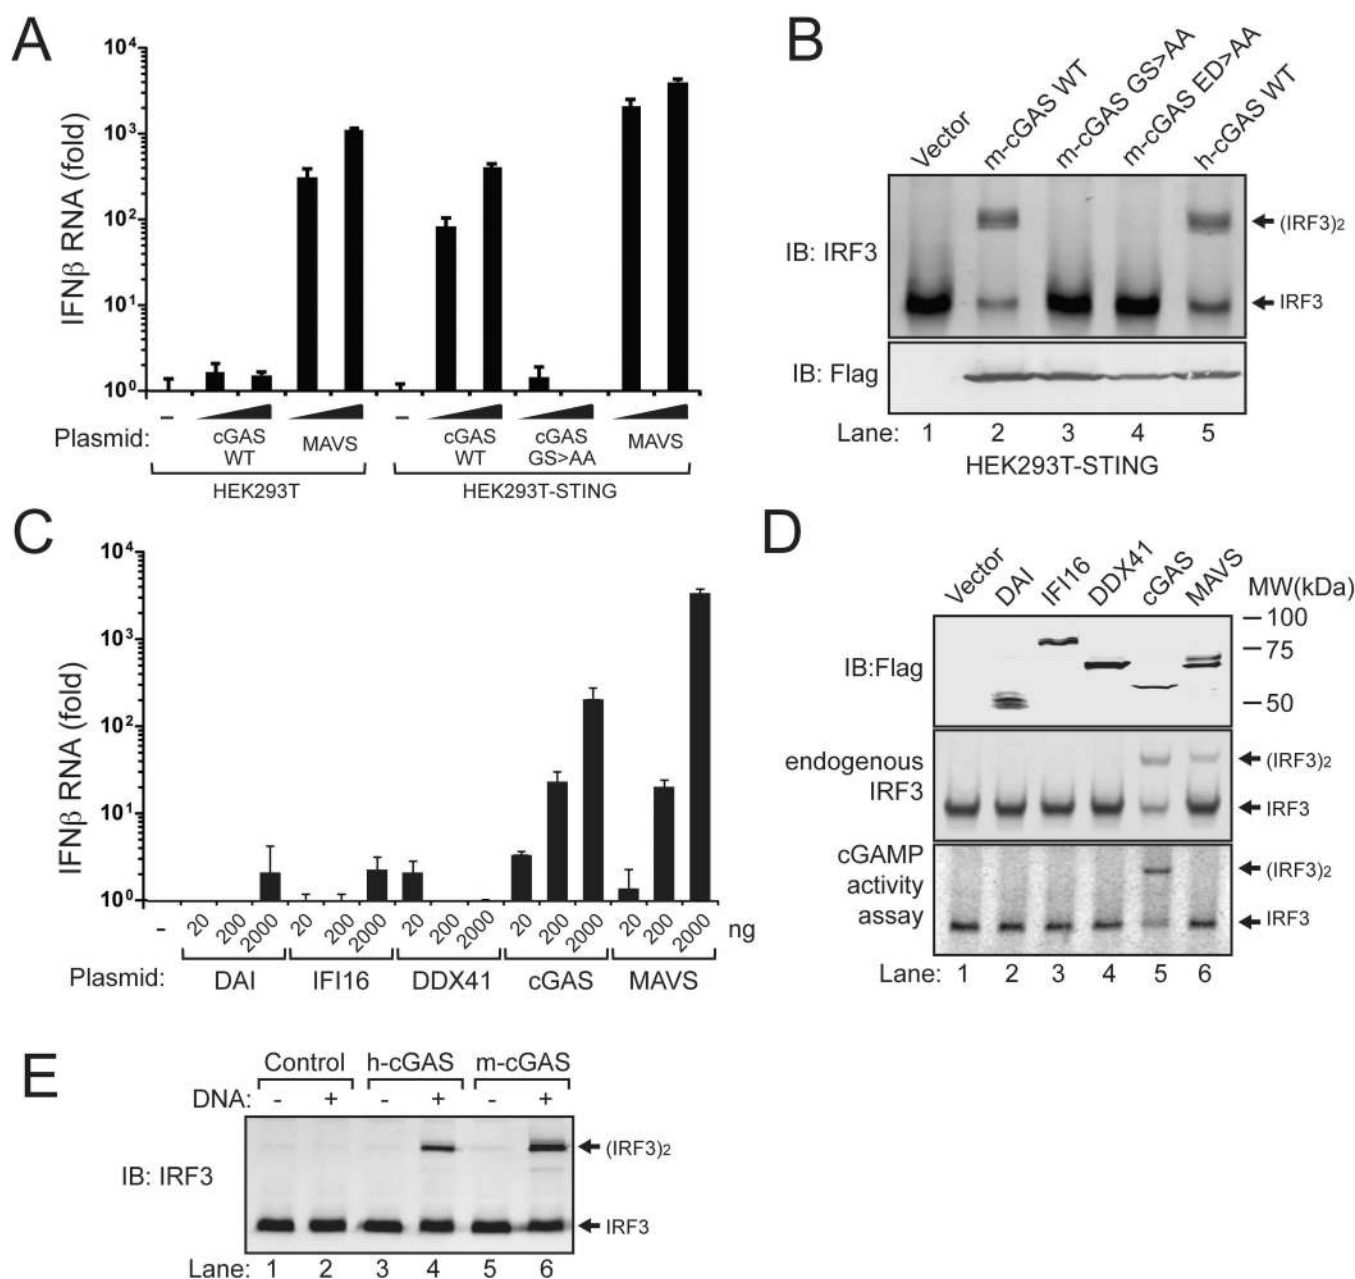 A
IFNβ RNA (fold)
10⁴
10³
10²
10¹
10⁰
–
–
Plasmid:
cGAS WT
MAVS
cGAS WT
cGAS GS>AA
MAVS
HEK293T
HEK293T-STING
B
Vector
m-cGAS WT
m-cGAS GS>AA
m-cGAS ED>AA
h-cGAS WT
IB: IRF3
(IRF3)₂
IRF3
IB: Flag
Lane: 1 2 3 4 5
HEK293T-STING
C
IFNβ RNA (fold)
10⁴
10³
10²
10¹
10⁰
- 20 200 2000 20 200 2000 20 200 2000 20 200 2000 20 200 2000 ng
Plasmid: DAI IFI16 DDX41 cGAS MAVS
D
Vector
DAI
IFI16
DDX41
cGAS
MAVS
MW(kDa)
100
75
50
IB:Flag
endogenous
IRF3
(IRF3)₂
IRF3
cGAMP
activity
assay
(IRF3)₂
IRF3
Lane: 1 2 3 4 5 6
E
Control h-cGAS m-cGAS
DNA: - + - + - +
IB: IRF3
(IRF3)₂
IRF3
Lane: 1 2 3 4 5 6